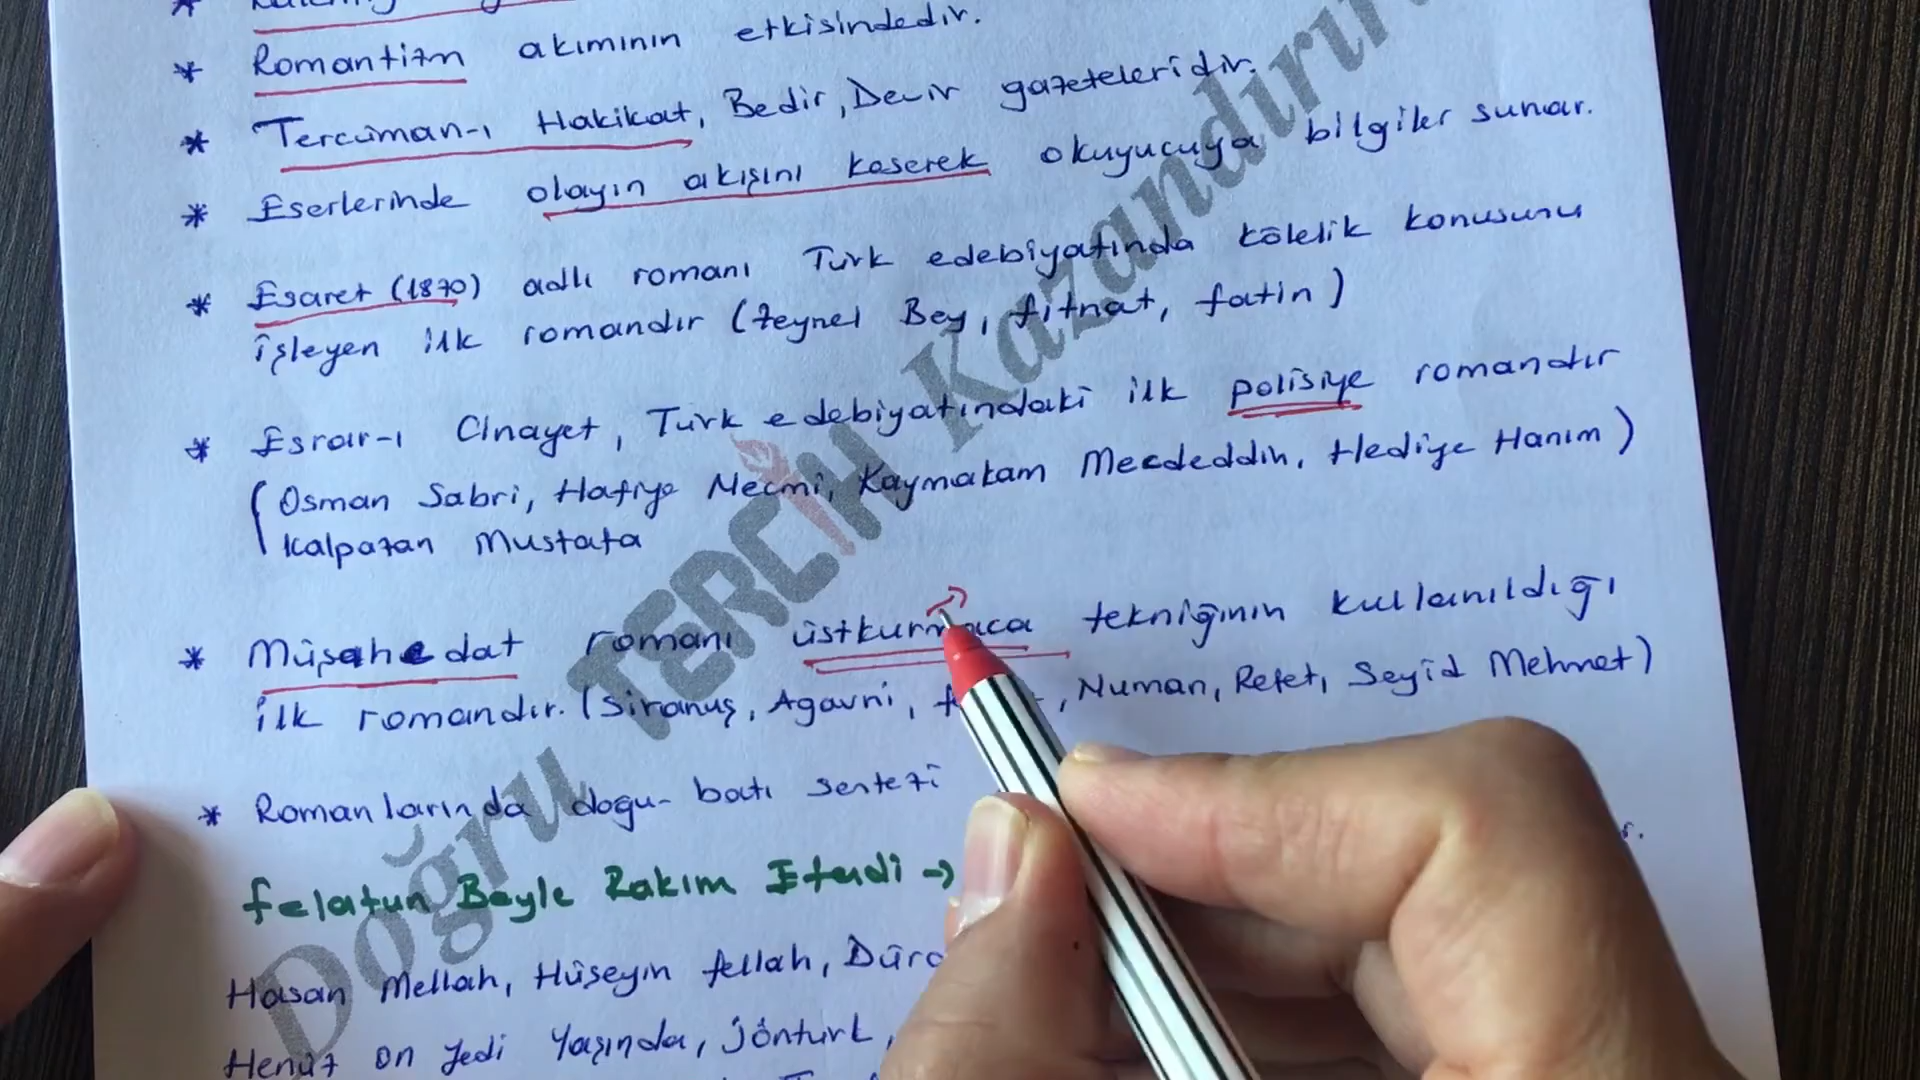 * Romantizm akımının etkisindedir.
* Tercüman-ı Hakikat, Bedir, Devir gazeteleridir.
* Eserlerinde olayın akışını keserek okuyucuya bilgiler sunar.
* Esaret (1870) adlı romanı Türk edebiyatında kölelik konusunu
işleyen ilk romandır (Zeynel Bey, Fitnat, Fatin)
* Esrar-ı Cinayet, Türk edebiyatındaki ilk polisiye romandır
(Osman Sabri, Hafiye Necmi, Kaymakam Mecdeddin, Hediye Hanım)
Kalpazan Mustafa
* Müşahedat romanı üstkurmaca tekniğinin kullanıldığı
ilk romandır. (Siranuş, Agavni, , Numan, Refet, Seyid Mehmet)
* Romanlarında doğu-batı sentezi
Felatun Beyle Rakım Efendi →
Hasan Mellah, Hüseyin Fellah, Dürd
Henüz on yedi yaşında, Jöntürk,
Doğru TERCİH Kazandırır